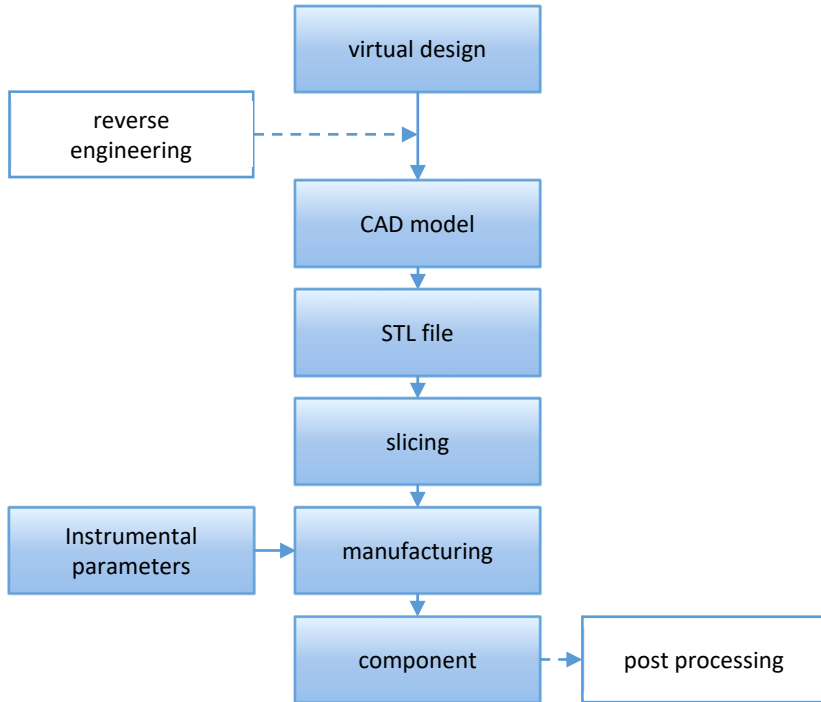 virtual design
reverse
engineering
CAD model
STL file
slicing
Instrumental
parameters
manufacturing
component
post processing